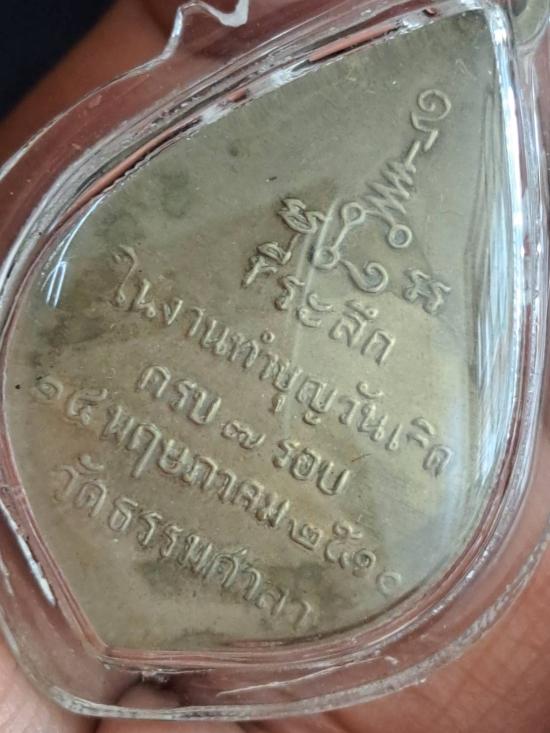 ที่ระลึก
ในงานทำบุญวันเกิด
ครบ ๗ รอบ
๑๕ พฤษภาคม ๒๕๑๐
วัดธรรมศาลา